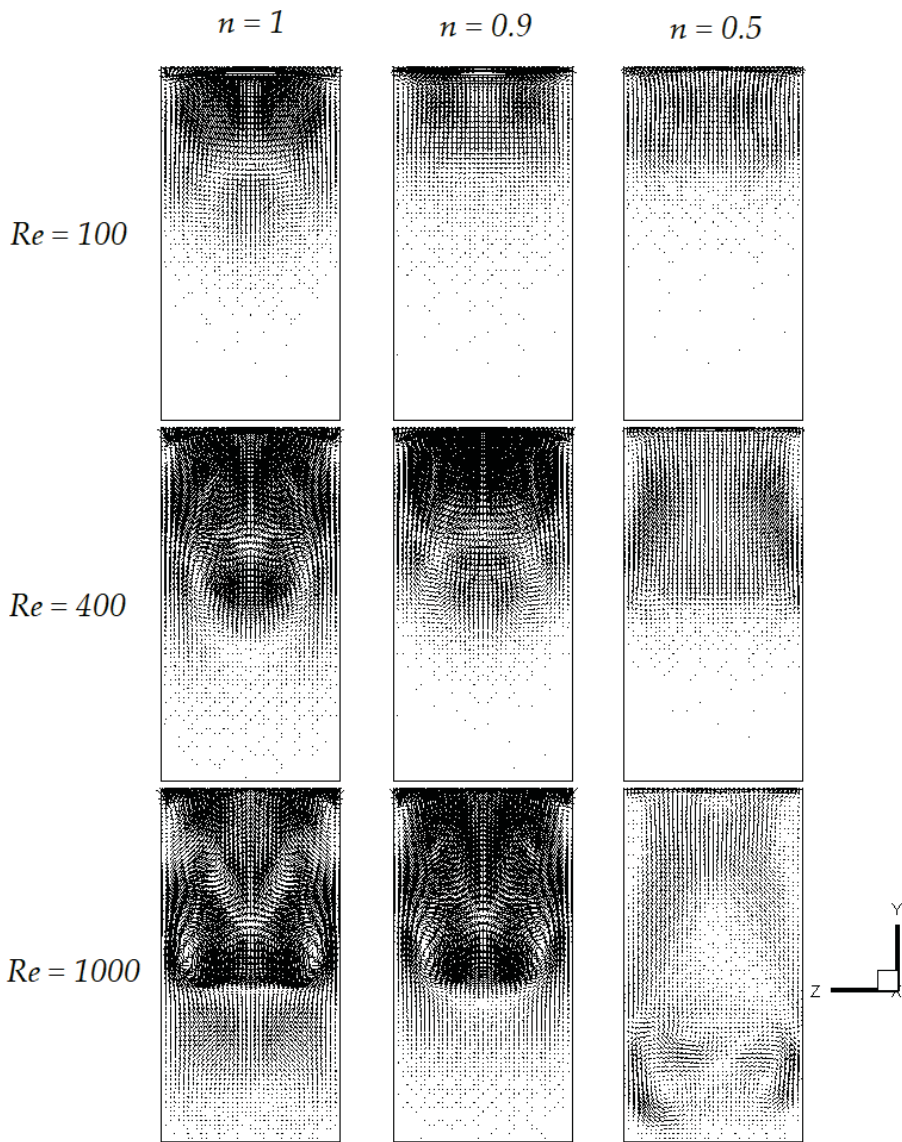 n = 1
n = 0.9
n = 0.5
Re = 100
Re = 400
Re = 1000
Y
Z
X